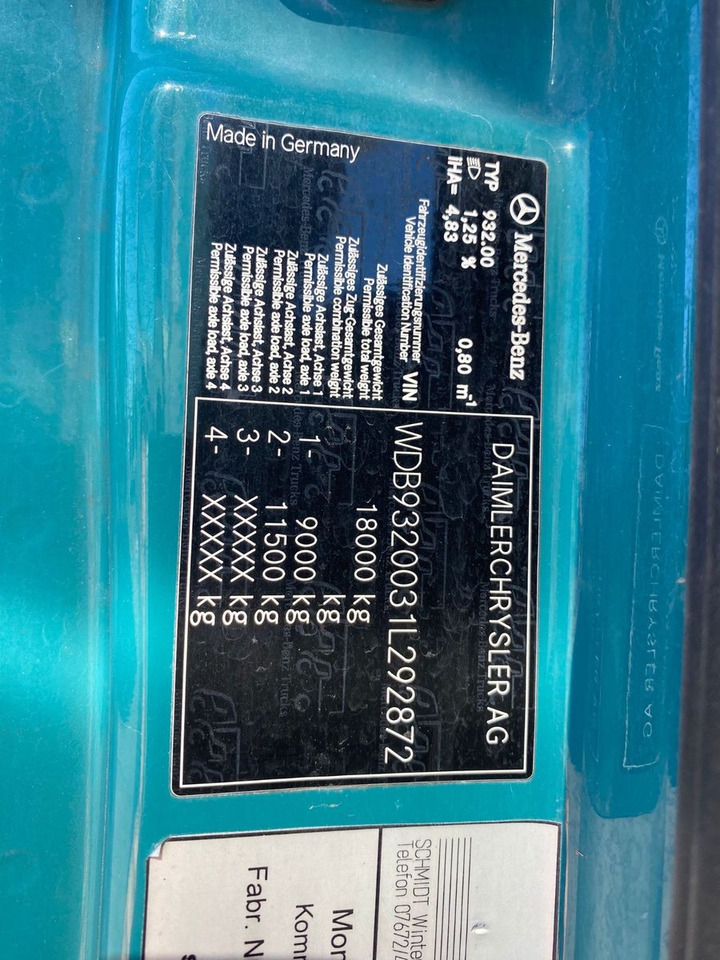 Mercedes-Benz
DAIMLERCHRYSLER AG
TYP 932.00
1,25 % 0,80 m⁻¹
IHA= 4,83
Fahrzeugidentifizierungsnummer
Vehicle Identification Number VIN WDB9320031L292872
Zulässiges Gesamtgewicht
Permissible total weight 18000 kg
Zulässiges Zug-Gesamtgewicht
Permissible combination weight kg
Zulässige Achslast, Achse 1
Permissible axle load, axle 1 1- 9000 kg
Zulässige Achslast, Achse 2
Permissible axle load, axle 2 2- 11500 kg
Zulässige Achslast, Achse 3
Permissible axle load, axle 3 3- XXXXX kg
Zulässige Achslast, Achse 4
Permissible axle load, axle 4 4- XXXXX kg
Made in Germany
SCHMIDT Winte
Telefon 07672/4
Mon
Komm
Fabr. N